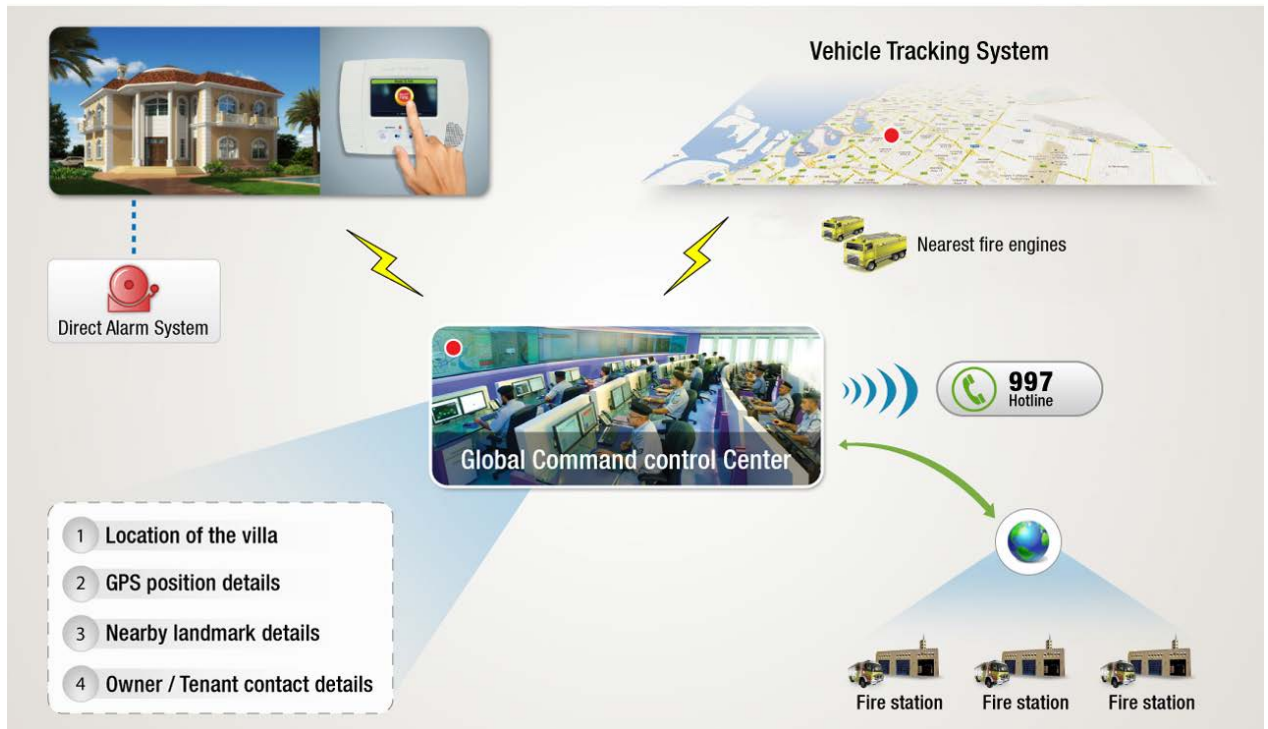 Vehicle Tracking System
Nearest fire engines
Direct Alarm System
Global Command control Center
997
Hotline
1 Location of the villa
2 GPS position details
3 Nearby landmark details
4 Owner / Tenant contact details
Fire station
Fire station
Fire station